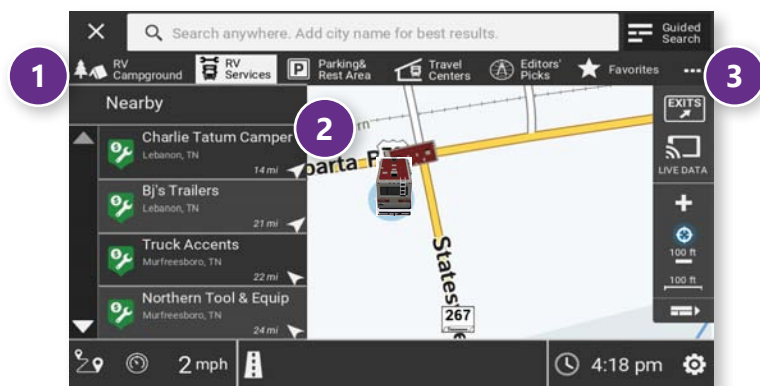 Search anywhere. Add city name for best results.
Guided
Search
1
RV
Campground
RV
Services
P
Parking&
Rest Area
Travel
Centers
Editors'
Picks
Favorites
...
3
Nearby
2
EXITS
Charlie Tatum Camper
Lebanon, TN
14 mi
Bj's Trailers
Lebanon, TN
21 mi
Truck Accents
Murfreesboro, TN
22 mi
Northern Tool & Equip
Murfreesboro, TN
24 mi
LIVE DATA
100 ft
100 ft
267
2 mph
4:18 pm